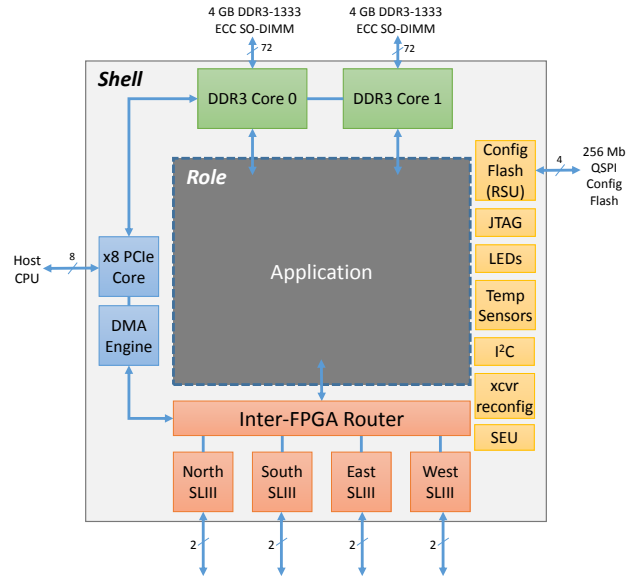 4 GB DDR3-1333
ECC SO-DIMM
4 GB DDR3-1333
ECC SO-DIMM
72
72
Shell
DDR3 Core 0
DDR3 Core 1
Role
Application
Config
Flash
(RSU)
4
256 Mb
QSPI
Config
Flash
JTAG
LEDs
Temp
Sensors
I²C
xcvr
reconfig
SEU
Host
CPU
8
x8 PCIe
Core
DMA
Engine
Inter-FPGA Router
North
SLIII
South
SLIII
East
SLIII
West
SLIII
2
2
2
2